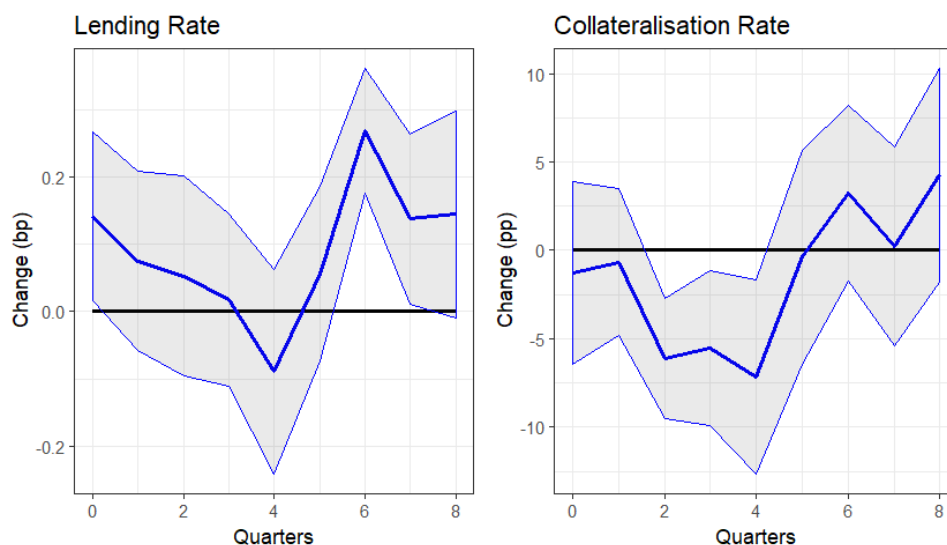 Lending Rate
Change (bp)
0.2
0.0
-0.2
0 2 4 6 8
Quarters
Collateralisation Rate
Change (pp)
10
5
0
-5
-10
0 2 4 6 8
Quarters